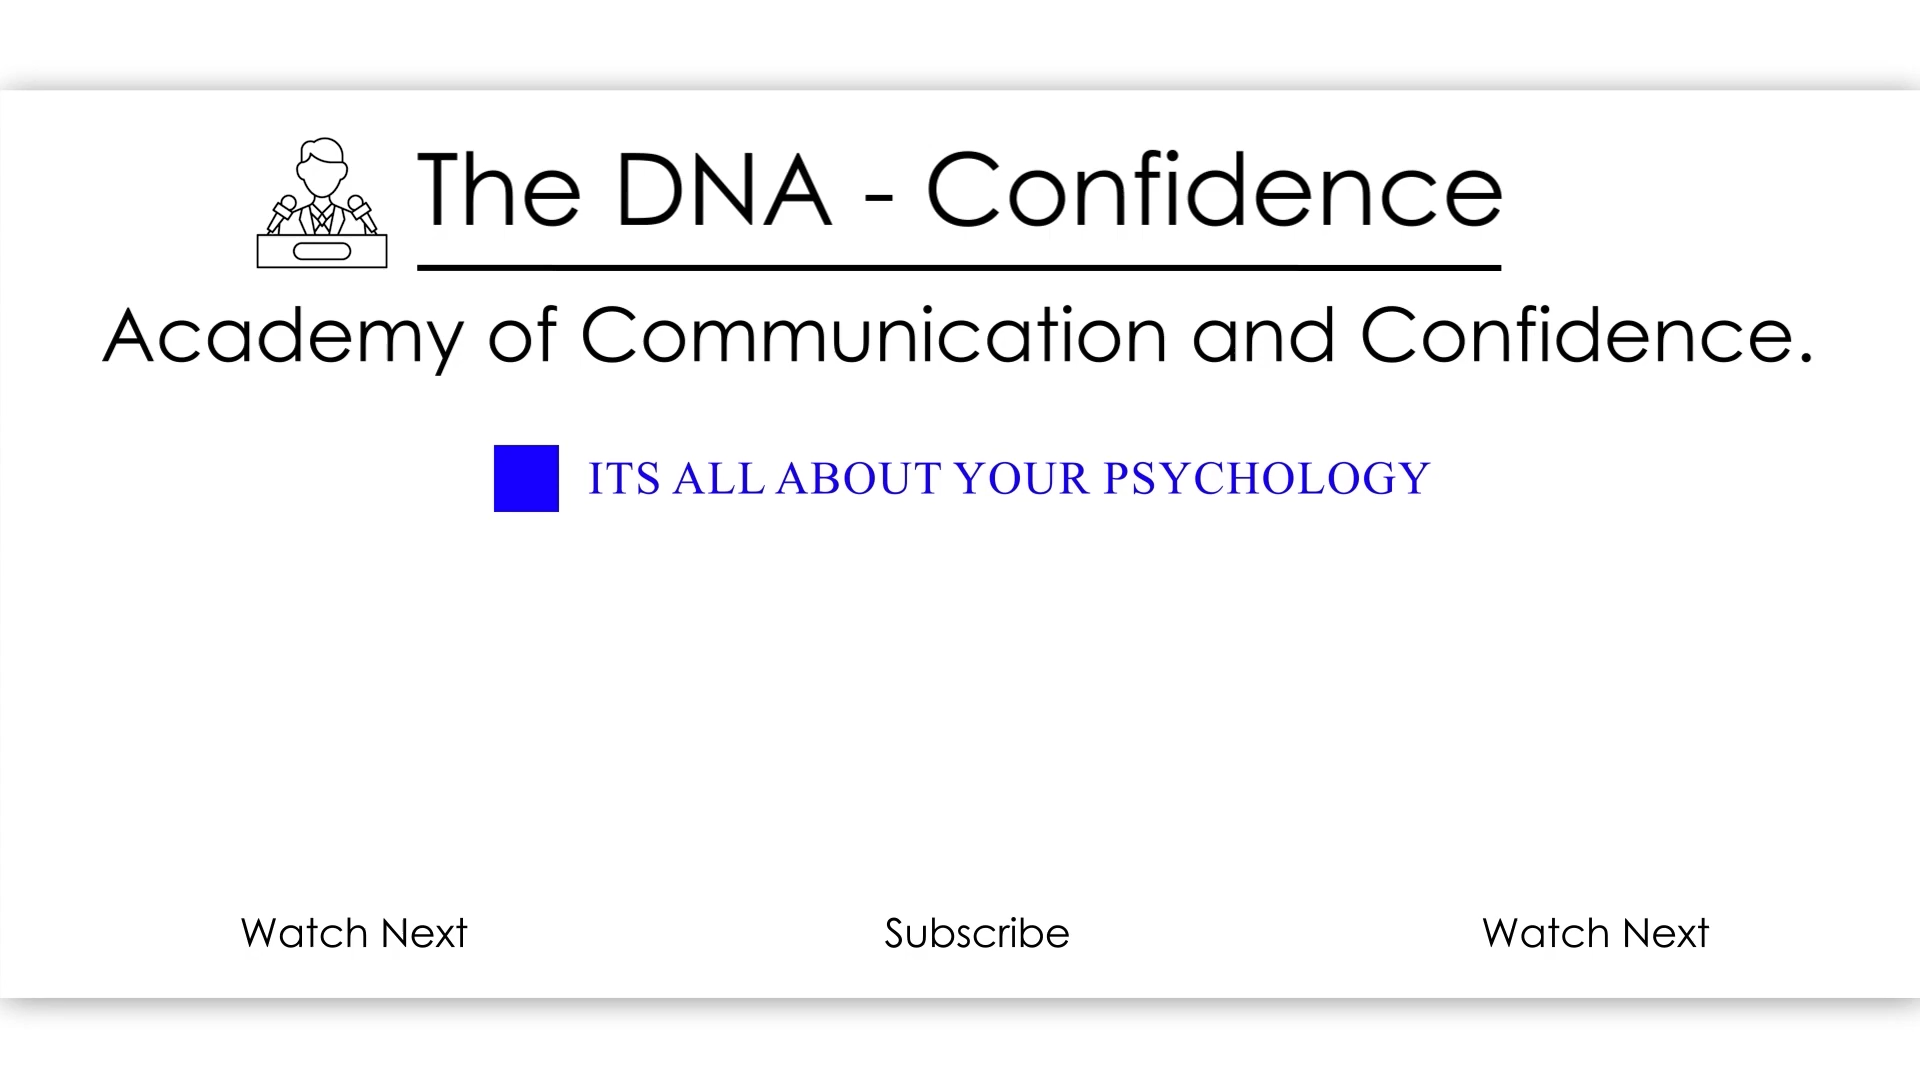 The DNA - Confidence
Academy of Communication and Confidence.
ITS ALL ABOUT YOUR PSYCHOLOGY
Watch Next
Subscribe
Watch Next